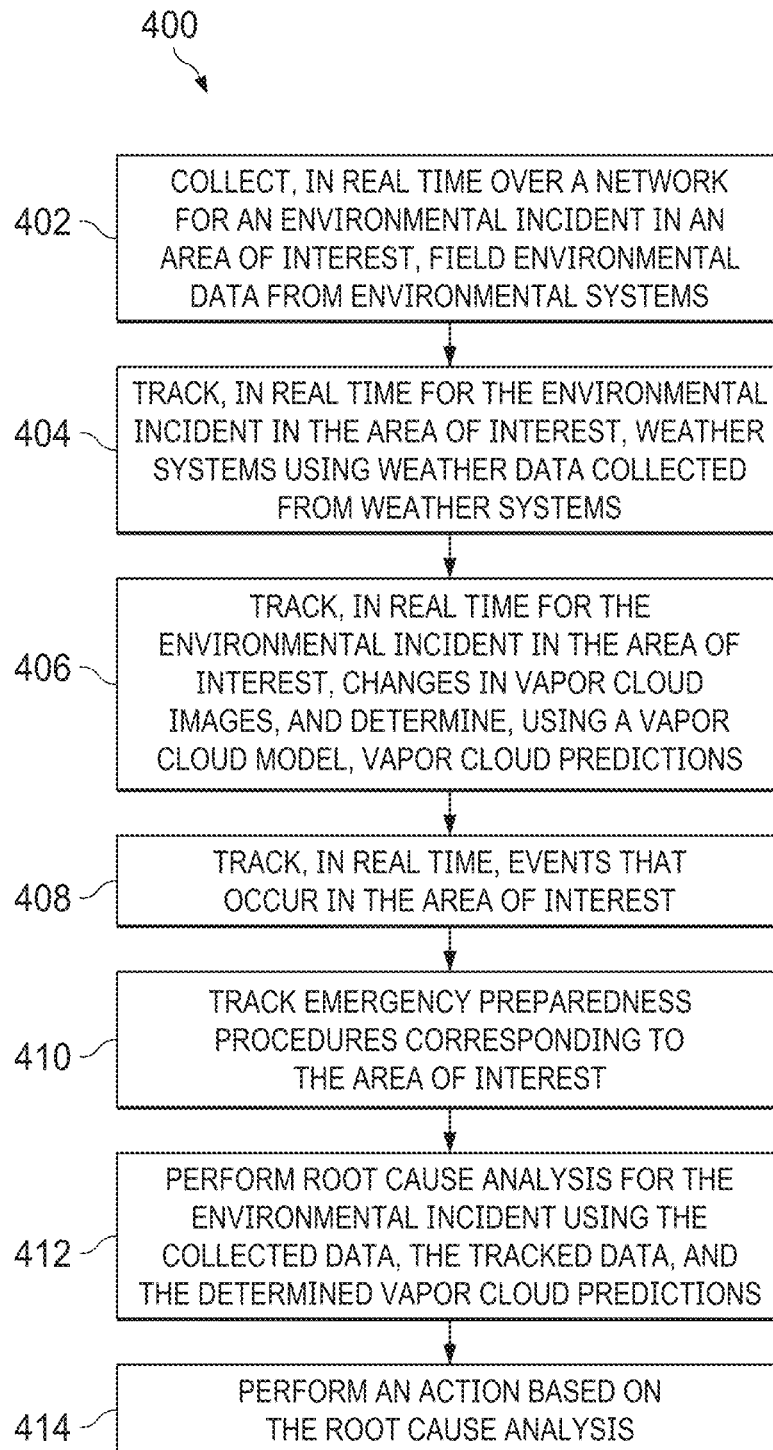 400
402
COLLECT, IN REAL TIME OVER A NETWORK
FOR AN ENVIRONMENTAL INCIDENT IN AN
AREA OF INTEREST, FIELD ENVIRONMENTAL
DATA FROM ENVIRONMENTAL SYSTEMS
404
TRACK, IN REAL TIME FOR THE ENVIRONMENTAL
INCIDENT IN THE AREA OF INTEREST, WEATHER
SYSTEMS USING WEATHER DATA COLLECTED
FROM WEATHER SYSTEMS
406
TRACK, IN REAL TIME FOR THE
ENVIRONMENTAL INCIDENT IN THE AREA OF
INTEREST, CHANGES IN VAPOR CLOUD
IMAGES, AND DETERMINE, USING A VAPOR
CLOUD MODEL, VAPOR CLOUD PREDICTIONS
408
TRACK, IN REAL TIME, EVENTS THAT
OCCUR IN THE AREA OF INTEREST
410
TRACK EMERGENCY PREPAREDNESS
PROCEDURES CORRESPONDING TO
THE AREA OF INTEREST
412
PERFORM ROOT CAUSE ANALYSIS FOR THE
ENVIRONMENTAL INCIDENT USING THE
COLLECTED DATA, THE TRACKED DATA, AND
THE DETERMINED VAPOR CLOUD PREDICTIONS
414
PERFORM AN ACTION BASED ON
THE ROOT CAUSE ANALYSIS